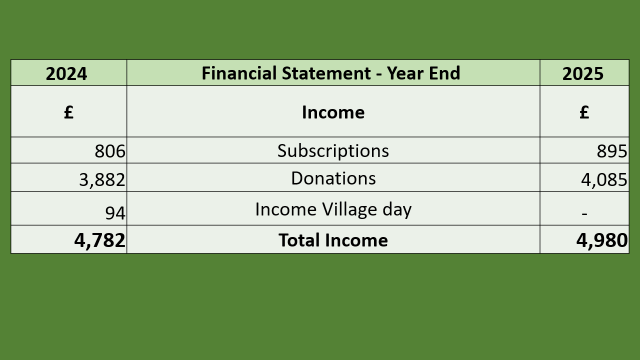 2024 Financial Statement - Year End 2025
£ Income £
806 Subscriptions 895
3,882 Donations 4,085
94 Income Village day -
4,782 Total Income 4,980